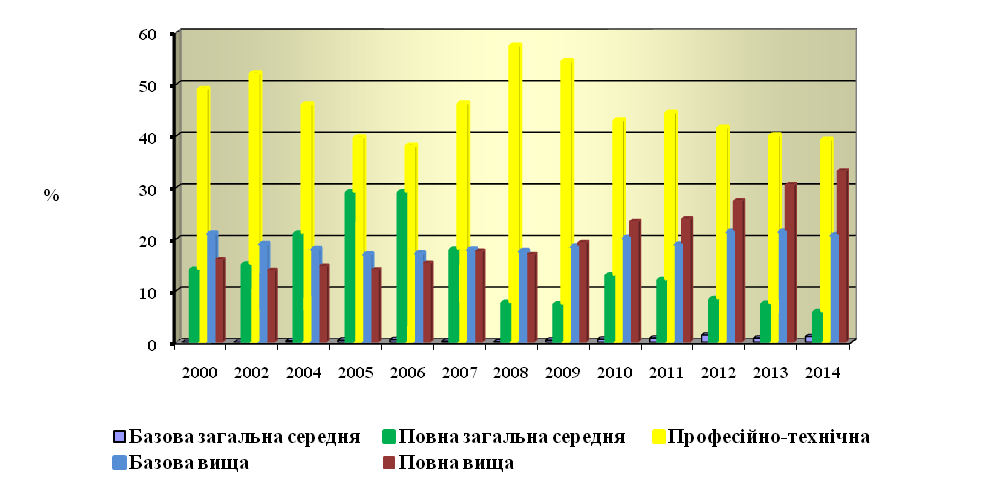 60
50
40
30
%
20
10
0
2000 2002 2004 2005 2006 2007 2008 2009 2010 2011 2012 2013 2014
Базова загальна середня Повна загальна середня Професійно-технічна
Базова вища Повна вища